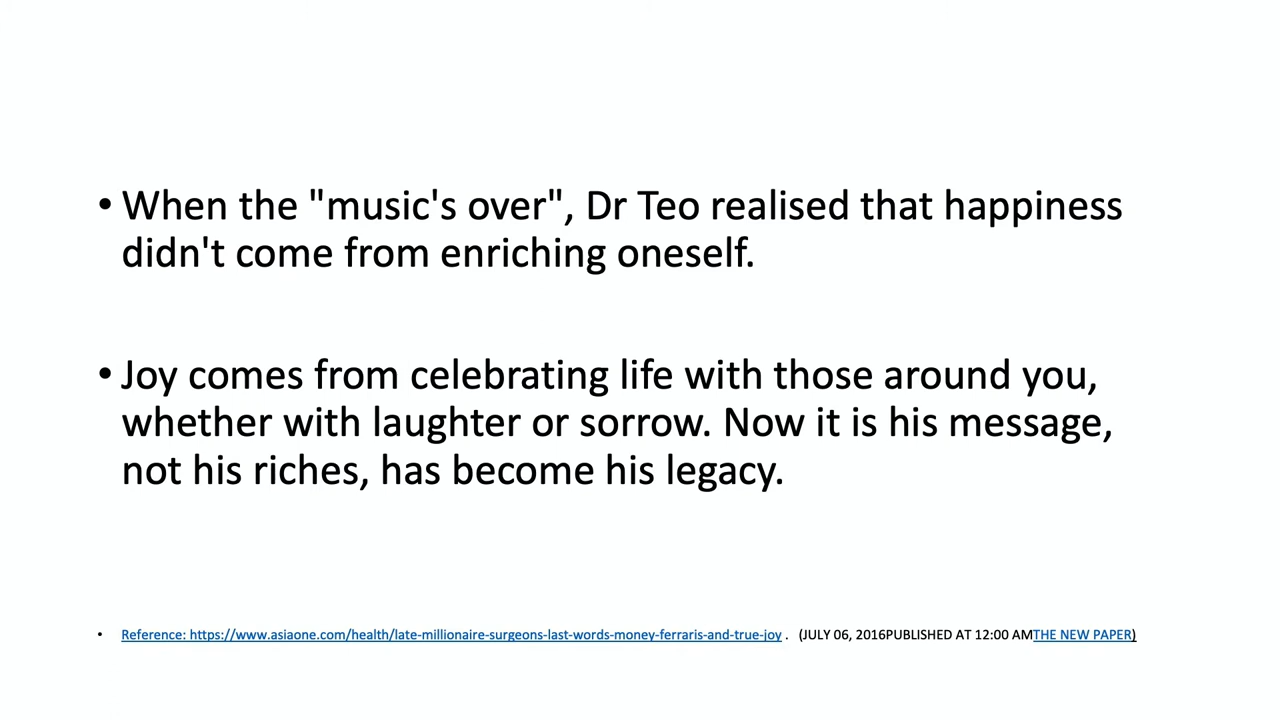 • When the "music's over", Dr Teo realised that happiness
didn't come from enriching oneself.
• Joy comes from celebrating life with those around you,
whether with laughter or sorrow. Now it is his message,
not his riches, has become his legacy.
• Reference: https://www.asiaone.com/health/late-millionaire-surgeons-last-words-money-ferraris-and-true-joy . (JULY 06, 2016PUBLISHED AT 12:00 AMTHE NEW PAPER)